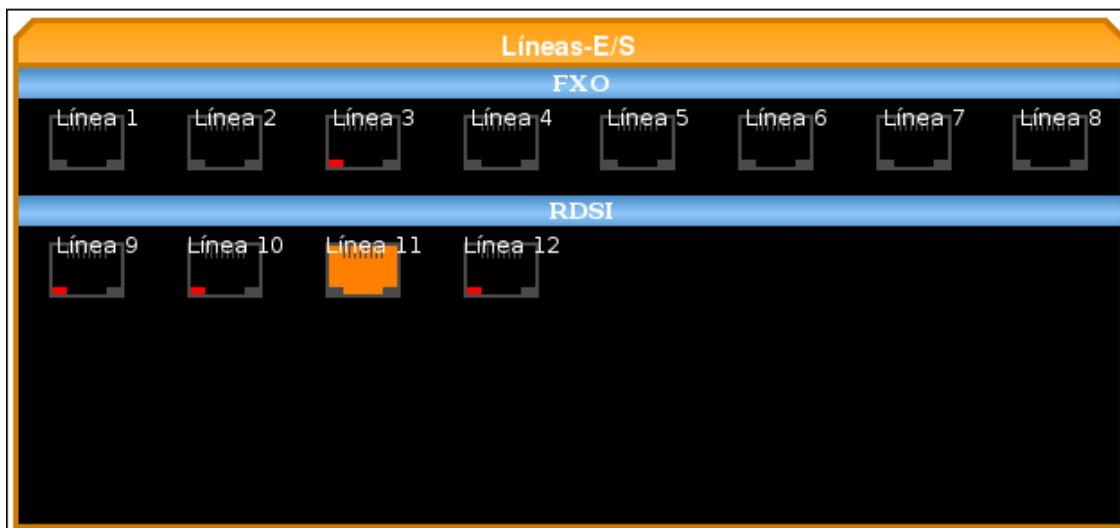 Líneas-E/S
FXO
Línea 1 Línea 2 Línea 3 Línea 4 Línea 5 Línea 6 Línea 7 Línea 8
RDSI
Línea 9 Línea 10 Línea 11 Línea 12